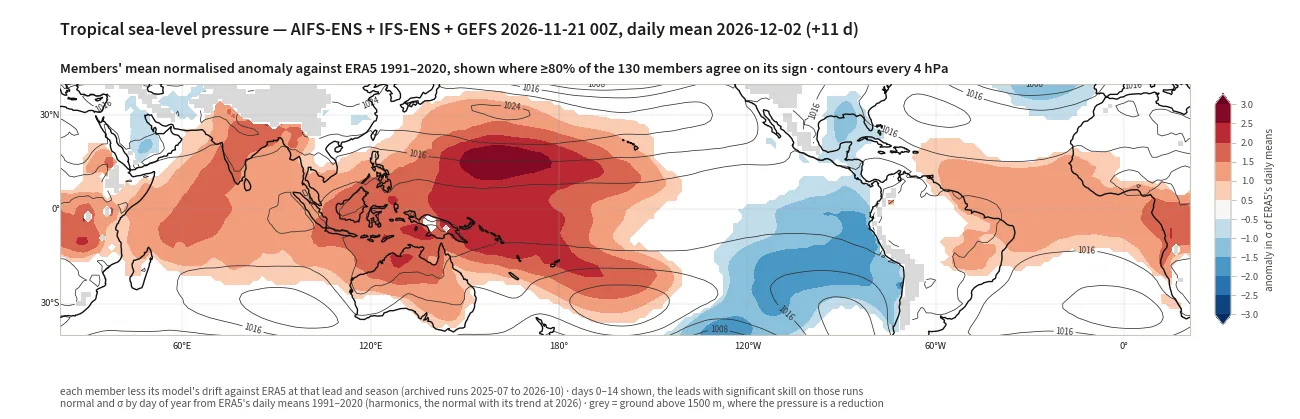 Tropical sea-level pressure — AIFS-ENS + IFS-ENS + GEFS 2026-11-21 00Z, daily mean 2026-12-02 (+11 d)
Members' mean normalised anomaly against ERA5 1991–2020, shown where ≥80% of the 130 members agree on its sign · contours every 4 hPa
1016
1008
1016
1016
1024
1024
1016
1016
1016
1008
1016
1016
1016
1016
1016
1008
1016
30°N
0°
30°S
60°E
120°E
180°
120°W
60°W
0°
3.0
2.5
2.0
1.5
1.0
0.5
−0.5
−1.0
−1.5
−2.0
−2.5
−3.0
anomaly in σ of ERA5's daily means
each member less its model's drift against ERA5 at that lead and season (archived runs 2025-07 to 2026-10) · days 0–14 shown, the leads with significant skill on those runs
normal and σ by day of year from ERA5's daily means 1991–2020 (harmonics, the normal with its trend at 2026) · grey = ground above 1500 m, where the pressure is a reduction